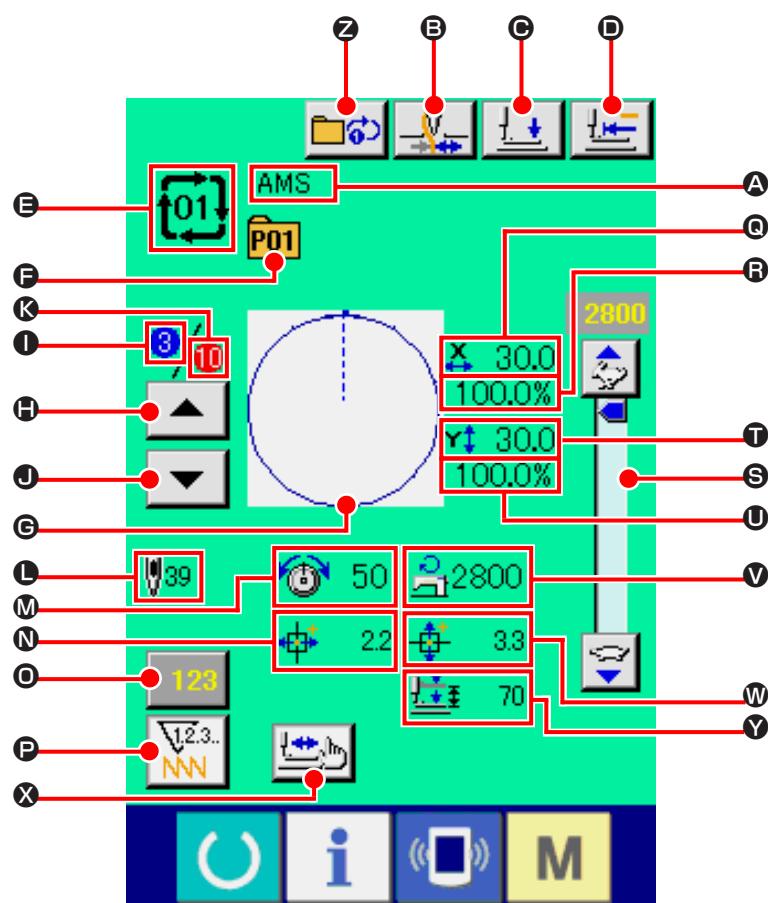 Z B C D
E AMS A
01
P01
F Q
R
K 2800
I 3 / 10 X 30.0
100.0%
H
Y 30.0 T
J 100.0% S
G U
L 39 50 2800 V
M
N 2.2 3.3
O 123 W
70 Y
P 1.2.3..
X
i M